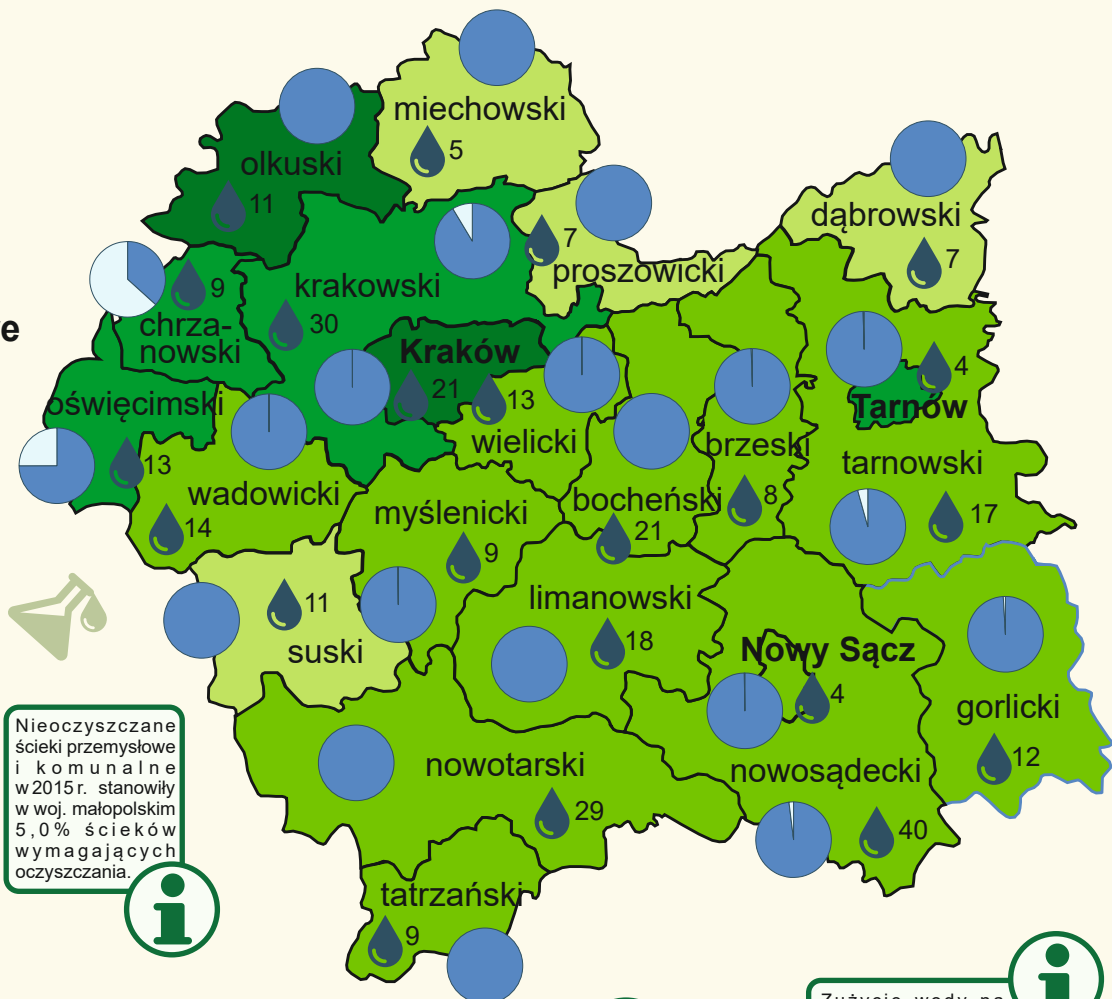 miechowski
5
olkuski
11
dąbrowski
7
7
proszowicki
krakowski
30
9
chrza-
nowski
e
Kraków
21
13
wielicki
4
Tarnów
oświęcimski
13
brzeski
8
tarnowski
17
wadowicki
14
bocheński
21
myślenicki
9
limanowski
18
11
suski
Nowy Sącz
4
gorlicki
12
nowotarski
29
nowosądecki
40
tatrzański
9
Nieoczyszczane
ścieki przemysłowe
i komunalne
w 2015 r. stanowiły
w woj. małopolskim
5,0% ścieków
wymagających
oczyszczania.
Zużycie wody na